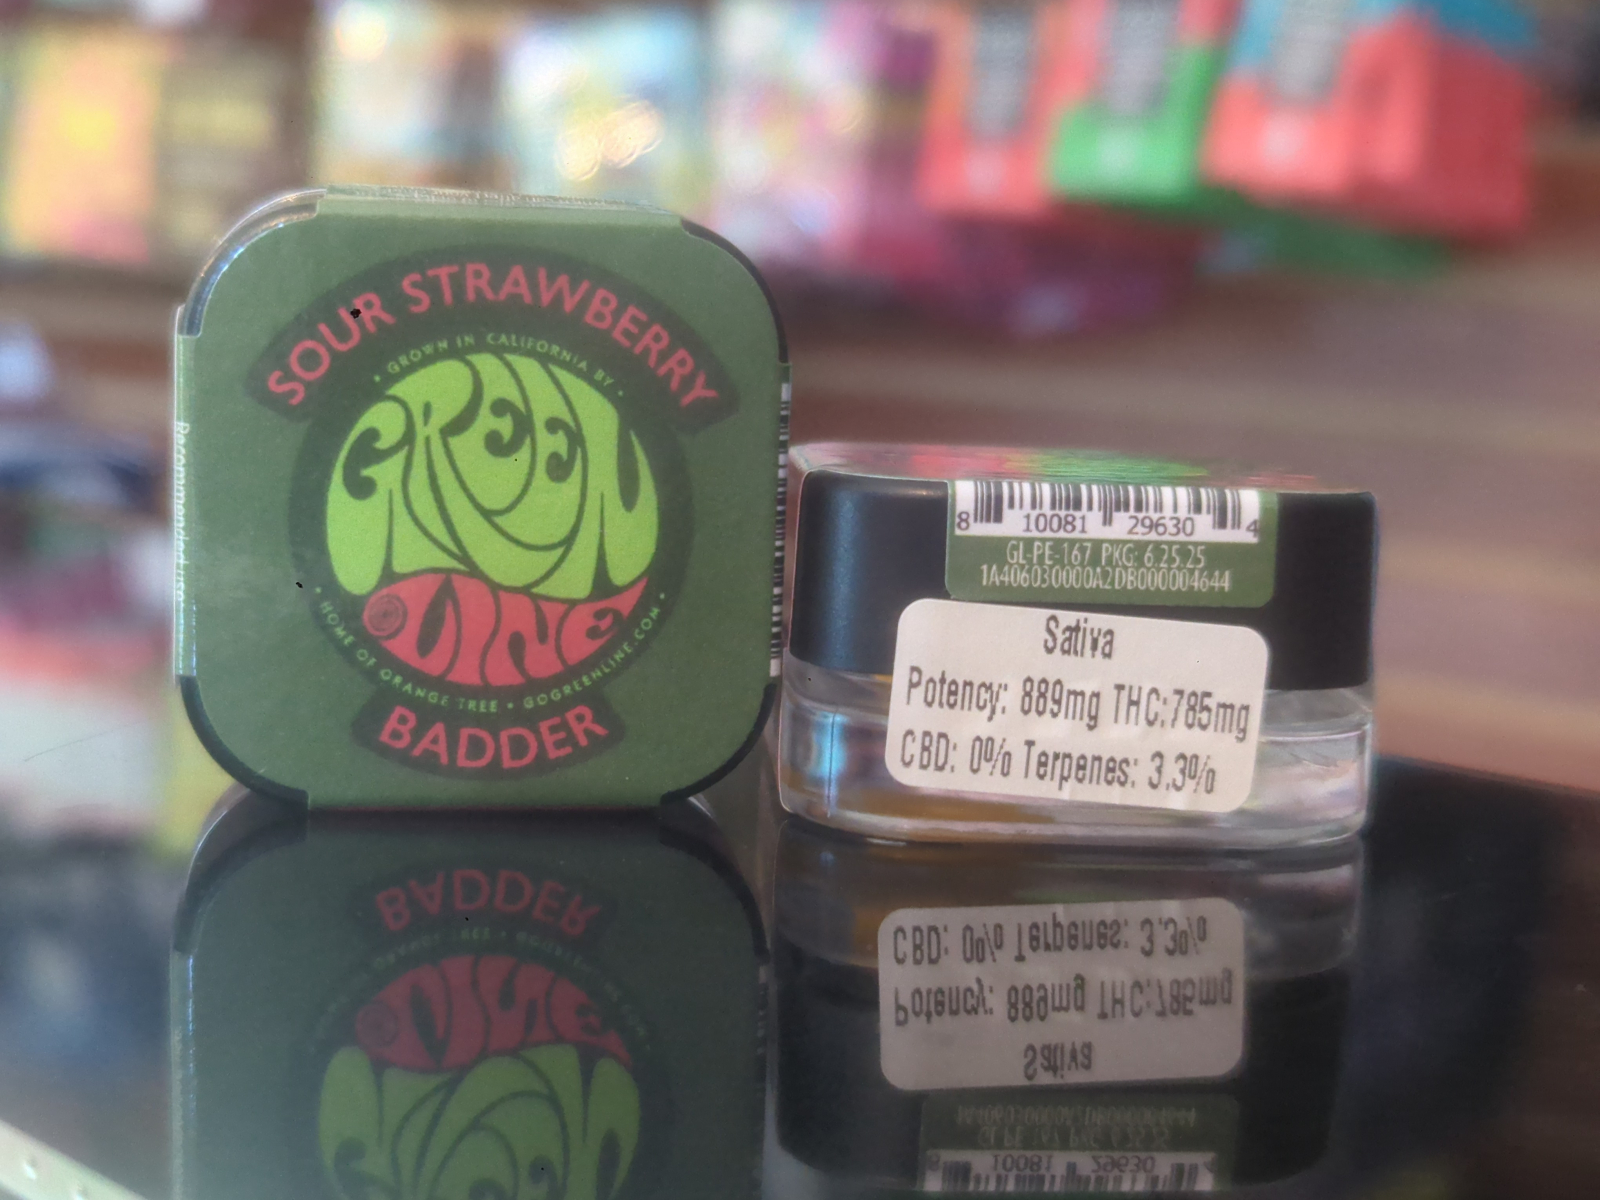 SOUR STRAWBERRY
• GROWN IN CALIFORNIA BY •
GREEN
LINE
• HOME OF ORANGE TREE • GOGREENLINE.COM •
BADDER
Recommended
8 10081 29630 4
GL-PE-167 PKG: 6.25.25
1A406030000A2DB000004644
Sativa
Potency: 889mg THC:785mg
CBD: 0% Terpenes: 3.3%